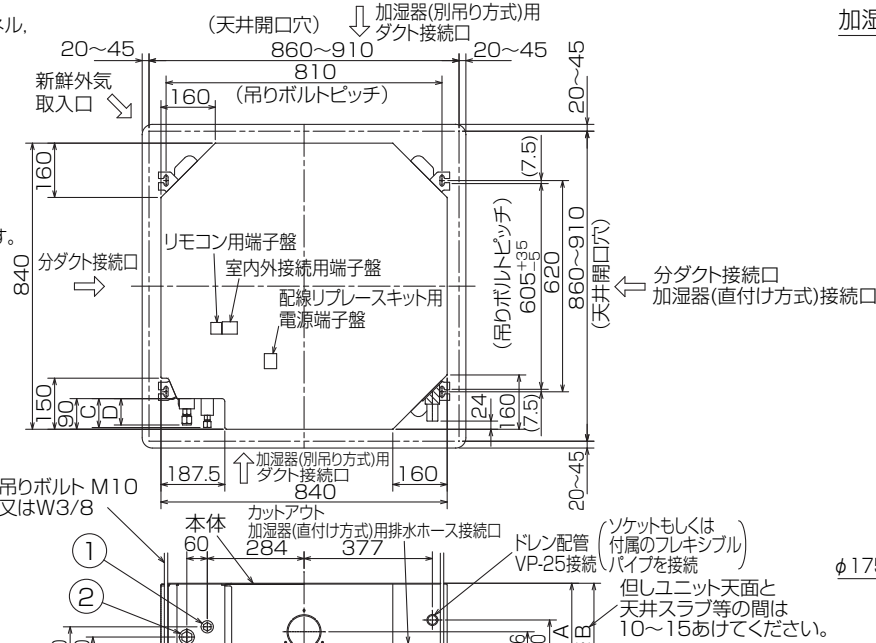 ネル,
(天井開口穴)
加湿器(別吊り方式)用
ダクト接続口
加湿
20~45
860~910
20~45
810
(吊りボルトピッチ)
新鮮外気
取入口
160
20~45
(7.5)
160
840
す。
分ダクト接続口
リモコン用端子盤
室内外接続用端子盤
配線リプレースキット用
電源端子盤
(吊りボルトピッチ)
605 +35 -5
620
860~910
(天井開口穴)
分ダクト接続口
加湿器(直付け方式)接続口
150
90
C
D
24
160
(7.5)
20~45
187.5
加湿器(別吊り方式)用
ダクト接続口
160
840
吊りボルト M10
又はW3/8
カットアウト
加湿器(直付け方式)用排水ホース接続口
本体
60
284
377
ドレン配管
VP-25接続
(ソケットもしくは
付属のフレキシブル
パイプを接続)
①
②
A
B
但しユニット天面と
天井スラブ等の間は
10~15あけてください。
φ175